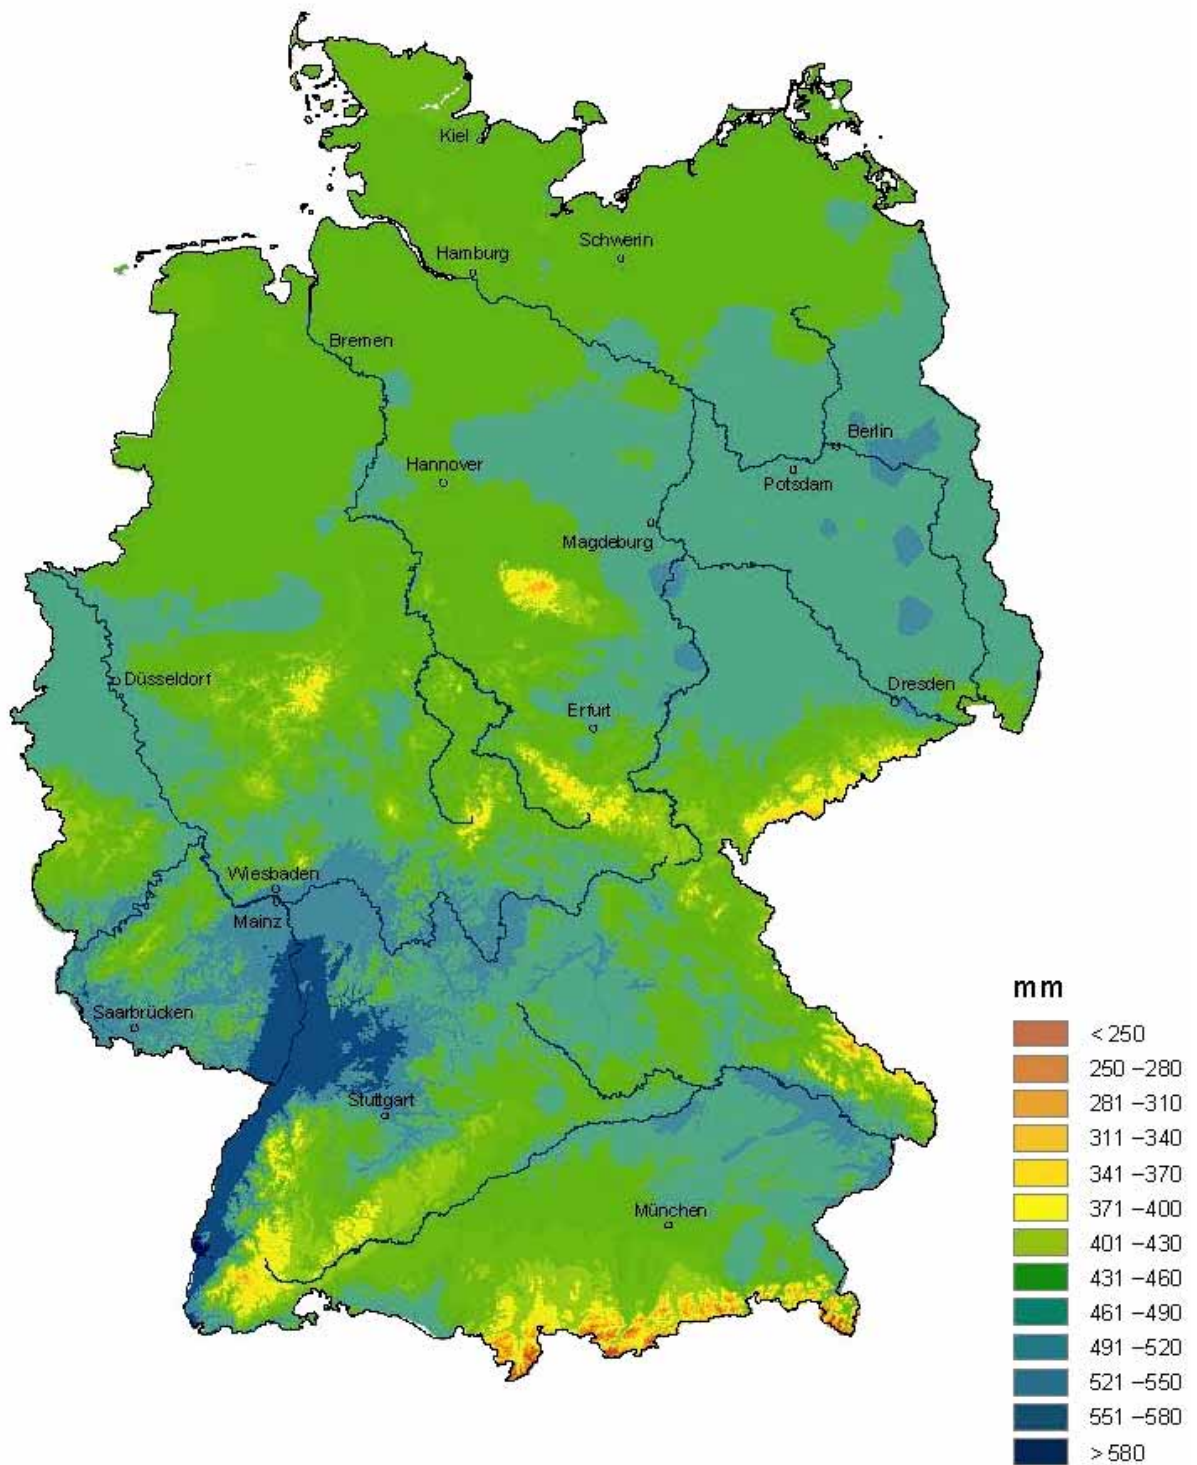 Kiel
Schwerin
Hamburg
Bremen
Berlin
Hannover
Potsdam
Magdeburg
Düsseldorf
Dresden
Erfurt
Wiesbaden
Mainz
Saarbrücken
Stuttgart
München
mm
< 250
250 –280
281 –310
311 –340
341 –370
371 –400
401 –430
431 –460
461 –490
491 –520
521 –550
551 –580
> 580